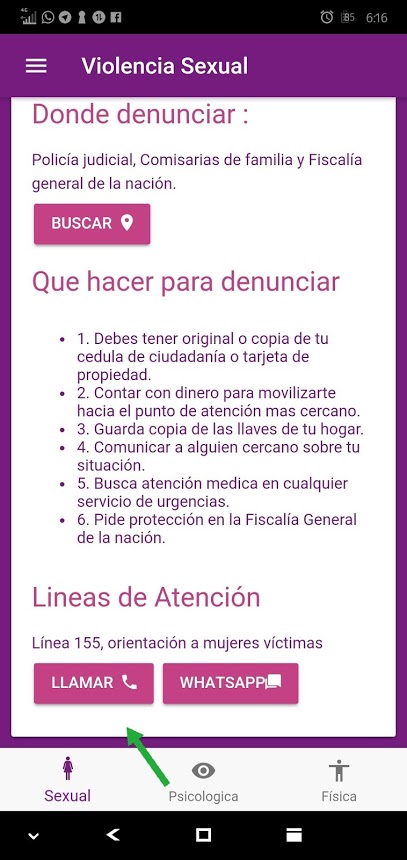 4G
85
6:16
Violencia Sexual
Donde denunciar :
Policía judicial, Comisarias de familia y Fiscalía
general de la nación.
BUSCAR
Que hacer para denunciar
• 1. Debes tener original o copia de tu
cedula de ciudadanía o tarjeta de
propiedad.
• 2. Contar con dinero para movilizarte
hacia el punto de atención mas cercano.
• 3. Guarda copia de las llaves de tu hogar.
• 4. Comunicar a alguien cercano sobre tu
situación.
• 5. Busca atención medica en cualquier
servicio de urgencias.
• 6. Pide protección en la Fiscalía General
de la nación.
Lineas de Atención
Línea 155, orientación a mujeres víctimas
LLAMAR WHATSAPP
Sexual Psicologica Física